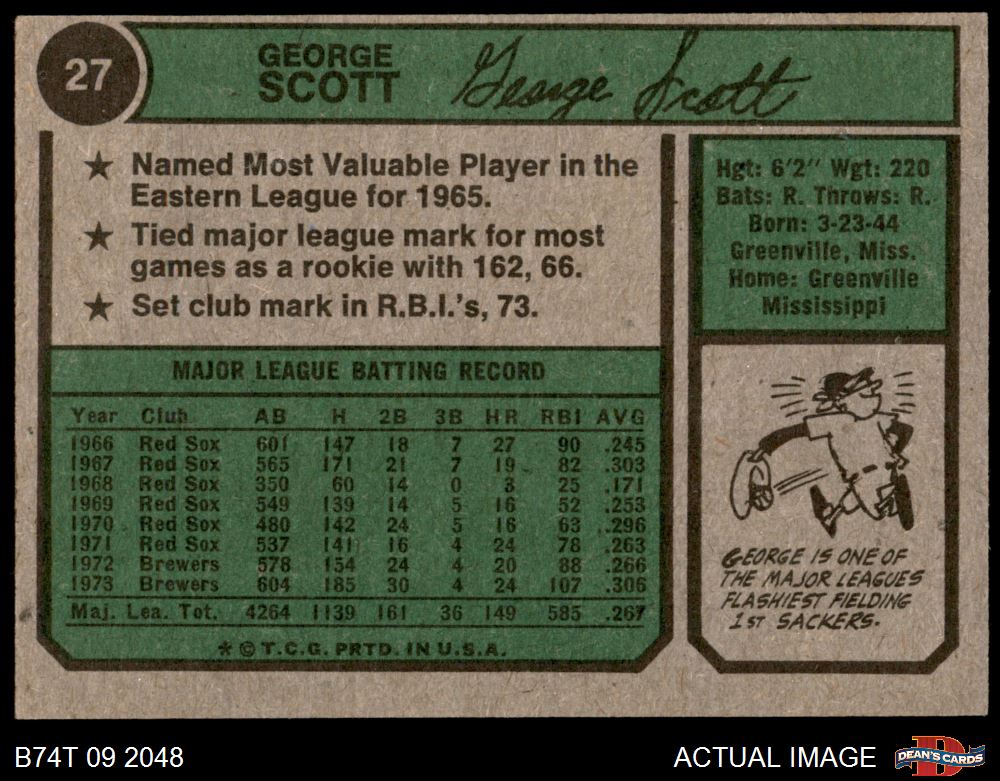 27
GEORGE
SCOTT
George Scott
★ Named Most Valuable Player in the
Eastern League for 1965.
★ Tied major league mark for most
games as a rookie with 162, 66.
★ Set club mark in R.B.I.'s, 73.
Hgt: 6'2" Wgt: 220
Bats: R. Throws: R.
Born: 3-23-44
Greenville, Miss.
Home: Greenville
Mississippi
MAJOR LEAGUE BATTING RECORD
Year Club AB H 2B 3B HR RBI AVG
1966 Red Sox 601 147 18 7 27 90 .245
1967 Red Sox 565 171 21 7 19 82 .303
1968 Red Sox 350 60 14 0 3 25 .171
1969 Red Sox 549 139 14 5 16 52 .253
1970 Red Sox 480 142 24 5 16 63 .296
1971 Red Sox 537 141 16 4 24 78 .263
1972 Brewers 578 154 24 4 20 88 .266
1973 Brewers 604 185 30 4 24 107 .306
Maj. Lea. Tot. 4264 1139 161 36 149 585 .267
* © T.C.G. PRTD. IN U.S.A.
GEORGE IS ONE OF
THE MAJOR LEAGUES
FLASHIEST FIELDING
1ST SACKERS.
B74T 09 2048
ACTUAL IMAGE
D
DEAN'S CARDS